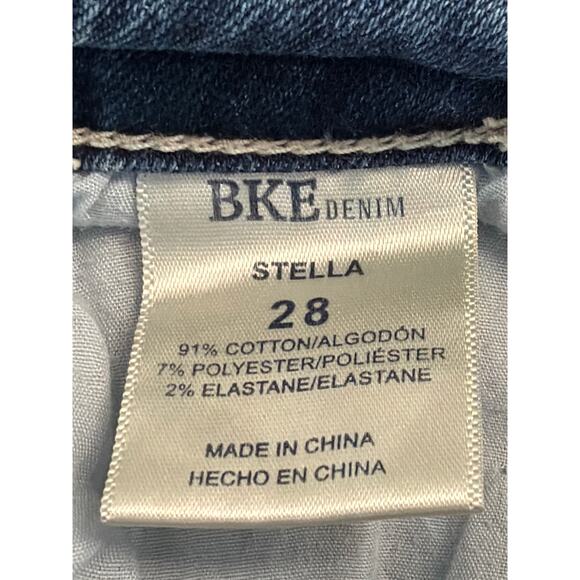 BKE DENIM
STELLA
28
91% COTTON/ALGODÓN
7% POLYESTER/POLIÉSTER
2% ELASTANE/ELASTANE
MADE IN CHINA
HECHO EN CHINA